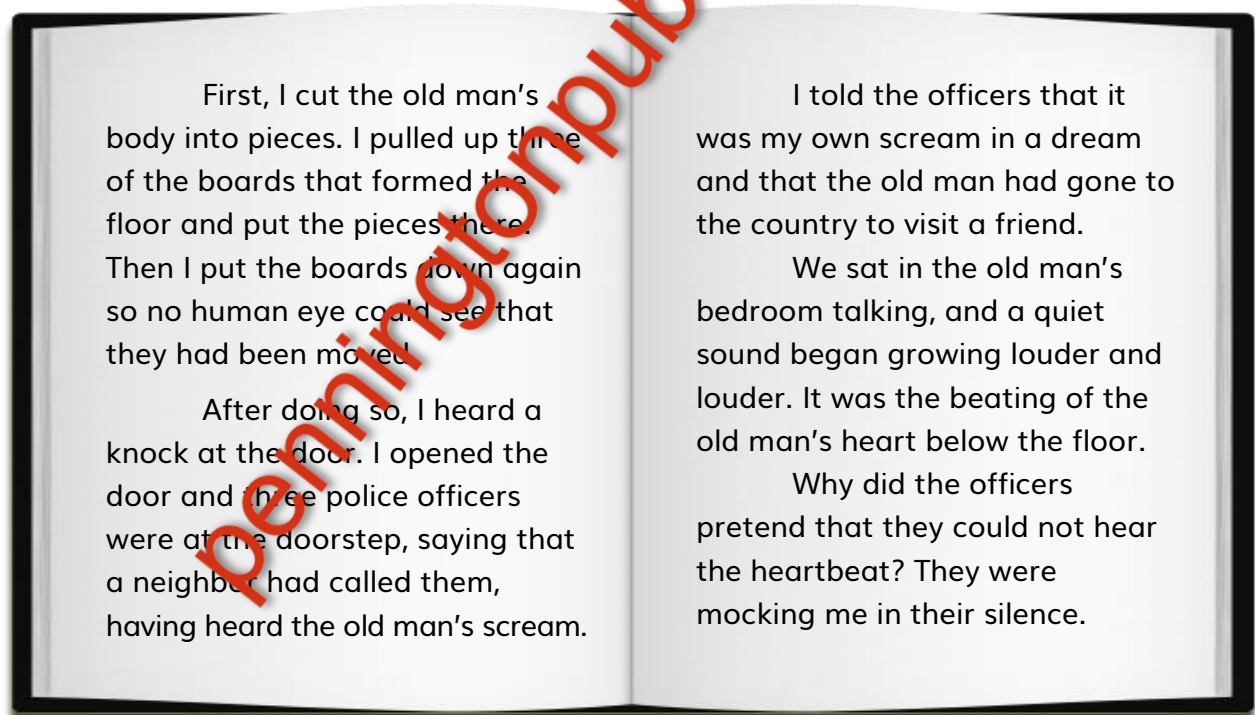 First, I cut the old man's
body into pieces. I pulled up three
of the boards that formed the
floor and put the pieces there.
Then I put the boards down again
so no human eye could see that
they had been moved.
After doing so, I heard a
knock at the door. I opened the
door and three police officers
were at the doorstep, saying that
a neighbor had called them,
having heard the old man's scream.
I told the officers that it
was my own scream in a dream
and that the old man had gone to
the country to visit a friend.
We sat in the old man's
bedroom talking, and a quiet
sound began growing louder and
louder. It was the beating of the
old man's heart below the floor.
Why did the officers
pretend that they could not hear
the heartbeat? They were
mocking me in their silence.
penningtonpub